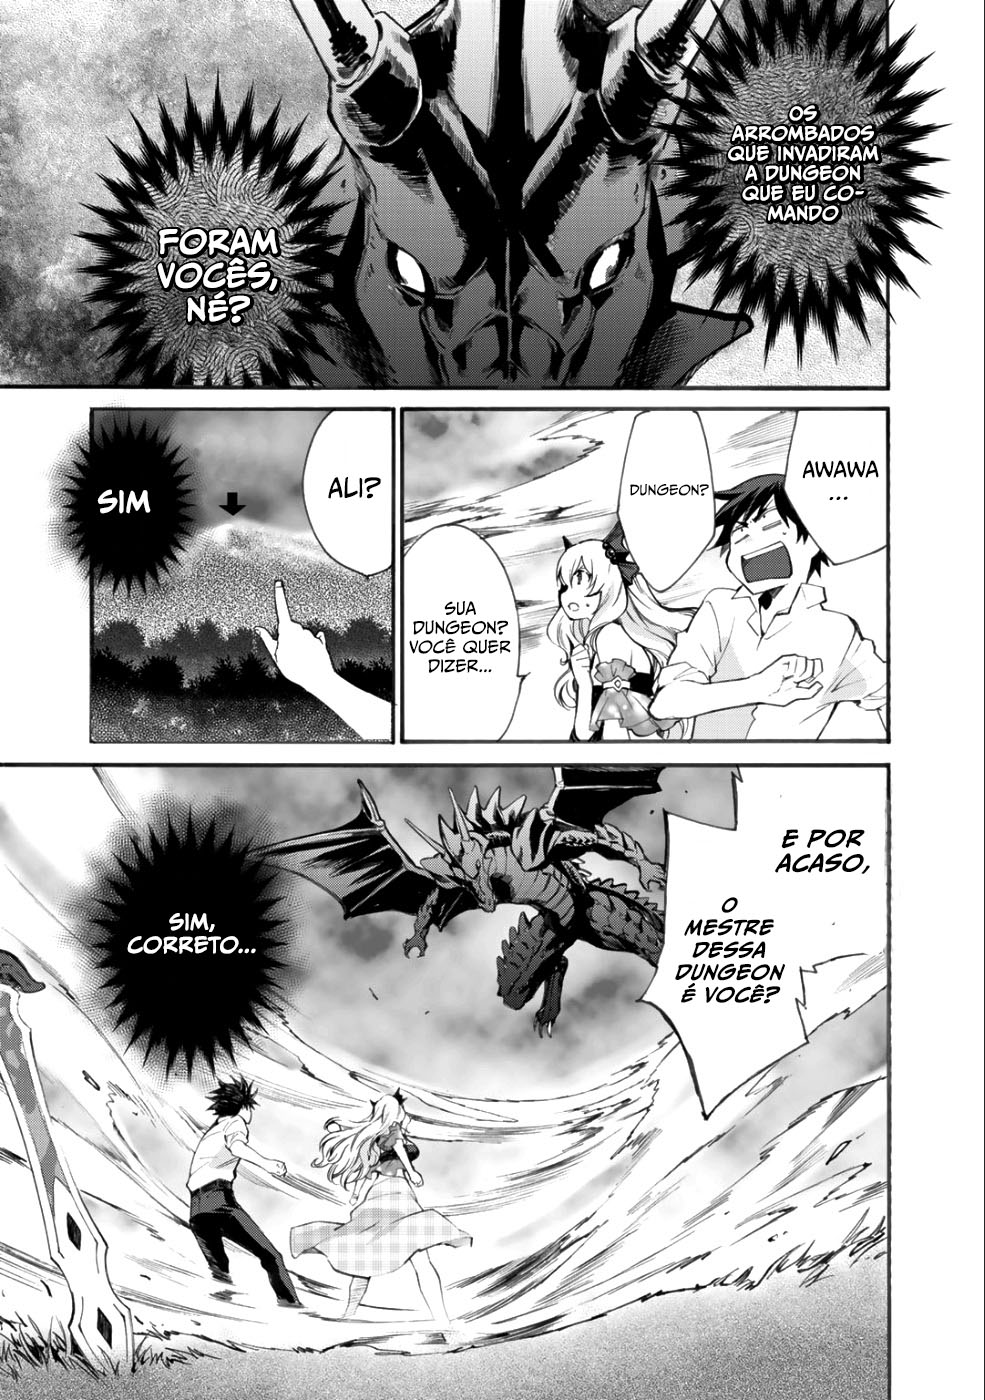 OS
ARROMBADOS
QUE INVADIRAM
A DUNGEON
QUE EU CO-
MANDO
FORAM
VOCÊS,
NÉ?
AWAWA
...
DUNGEON?
SUA
DUNGEON?
VOCÊ QUER
DIZER...
ALI?
SIM
E POR
ACASO,
O
MESTRE
DESSA
DUNGEON
É VOCÊ?
SIM,
CORRETO...